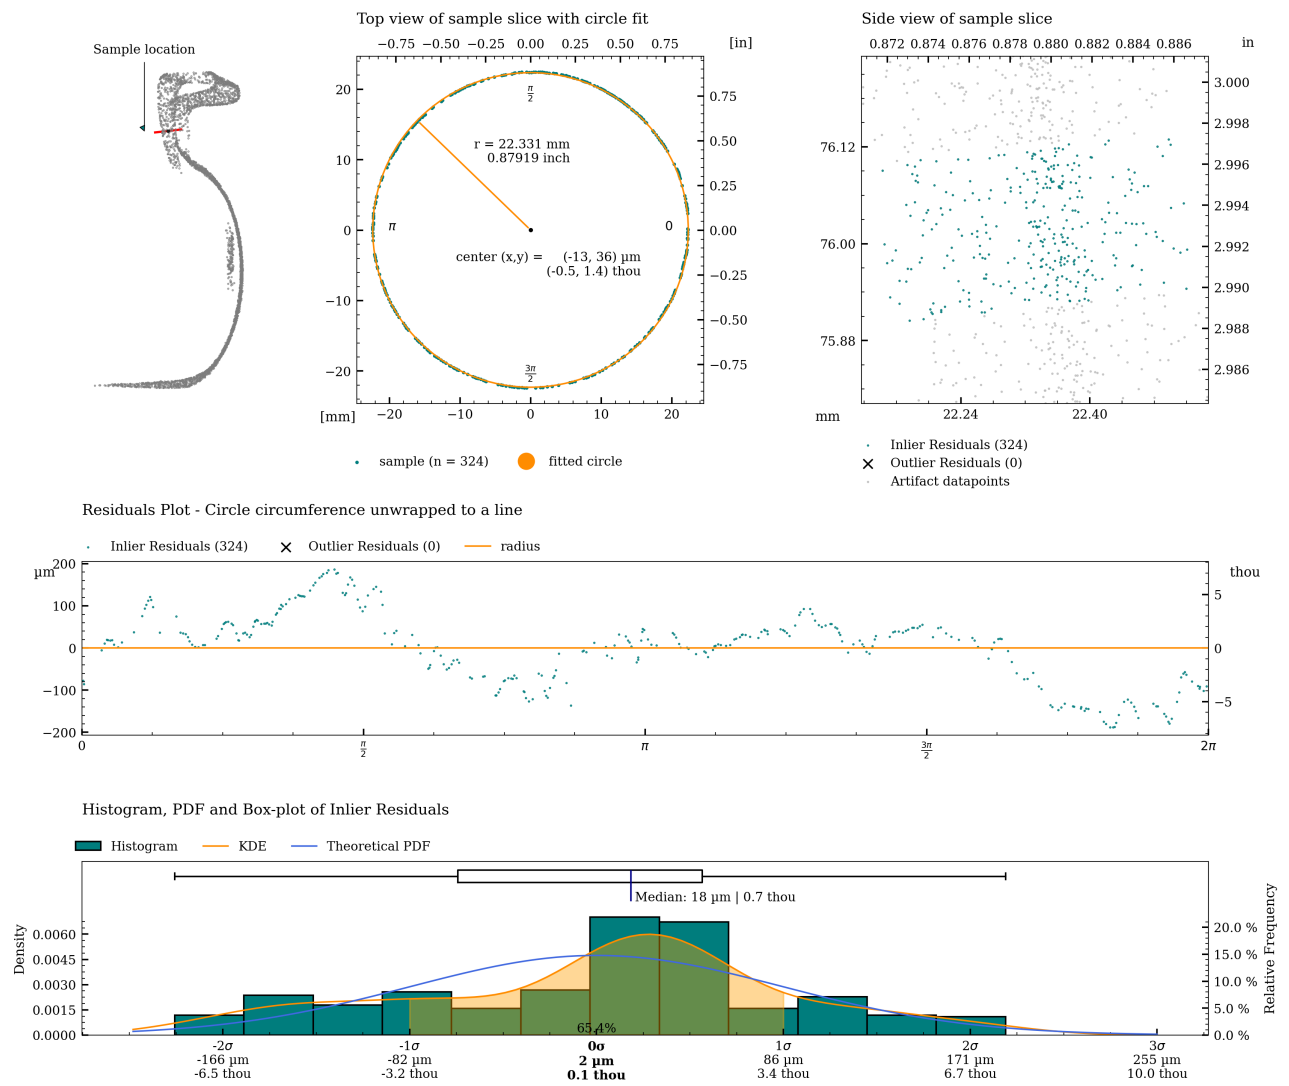 Sample location
Top view of sample slice with circle fit
−0.75 −0.50 −0.25 0.00 0.25 0.50 0.75 [in]
20
10
0
−10
−20
0.75
0.50
0.25
0.00
−0.25
−0.50
−0.75
π/2
r = 22.331 mm
0.87919 inch
π
0
center (x,y) = (-13, 36) µm
(-0.5, 1.4) thou
3π/2
[mm] −20 −10 0 10 20
sample (n = 324) fitted circle
Side view of sample slice
0.872 0.874 0.876 0.878 0.880 0.882 0.884 0.886 in
76.12
76.00
75.88
3.000
2.998
2.996
2.994
2.992
2.990
2.988
2.986
mm 22.24 22.40
Inlier Residuals (324)
Outlier Residuals (0)
Artifact datapoints
Residuals Plot - Circle circumference unwrapped to a line
Inlier Residuals (324) Outlier Residuals (0) radius
µm
200
100
0
−100
−200
thou
5
0
−5
0 π/2 π 3π/2 2π
Histogram, PDF and Box-plot of Inlier Residuals
Histogram KDE Theoretical PDF
Median: 18 µm | 0.7 thou
Density
0.0060
0.0045
0.0030
0.0015
0.0000
20.0 %
15.0 %
10.0 %
5.0 %
0.0 %
Relative Frequency
65.4%
-2σ -1σ 0σ 1σ 2σ 3σ
-166 µm -82 µm 2 µm 86 µm 171 µm 255 µm
-6.5 thou -3.2 thou 0.1 thou 3.4 thou 6.7 thou 10.0 thou